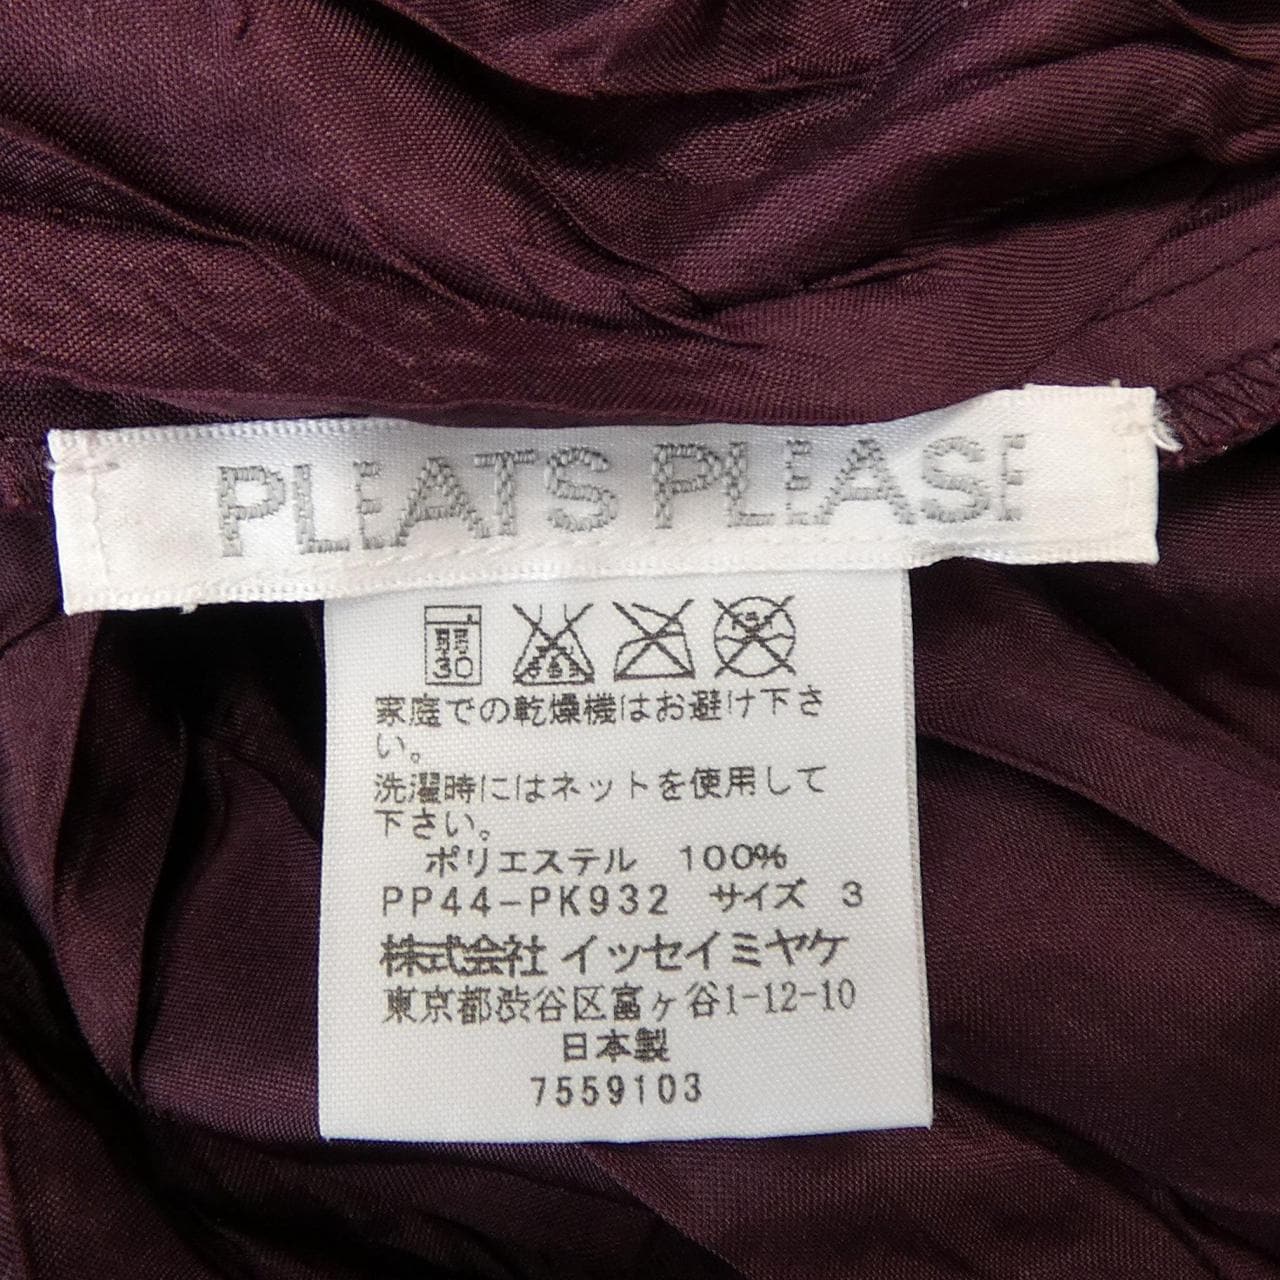 PLEATS PLEASE
弱
30
家庭での乾燥機はお避け下さ
い。
洗濯時にはネットを使用して
下さい。
ポリエステル 100%
PP44-PK932 サイズ 3
株式会社イッセイミヤケ
東京都渋谷区富ヶ谷1-12-10
日本製
7559103